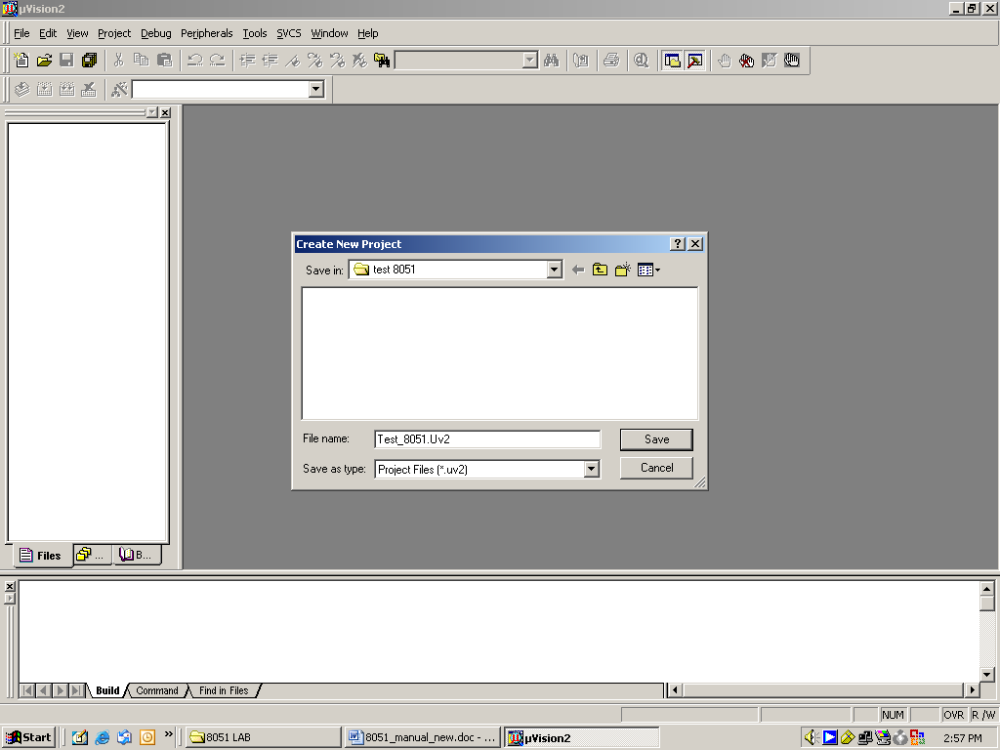 µVision2
File Edit View Project Debug Peripherals Tools SVCS Window Help
Create New Project
Save in: test 8051
File name: Test_8051.Uv2 Save
Save as type: Project Files (*.uv2) Cancel
Files ... B...
Build Command Find in Files
NUM OVR R/W
Start » 8051 LAB 8051_manual_new.doc - ... µVision2 2:57 PM